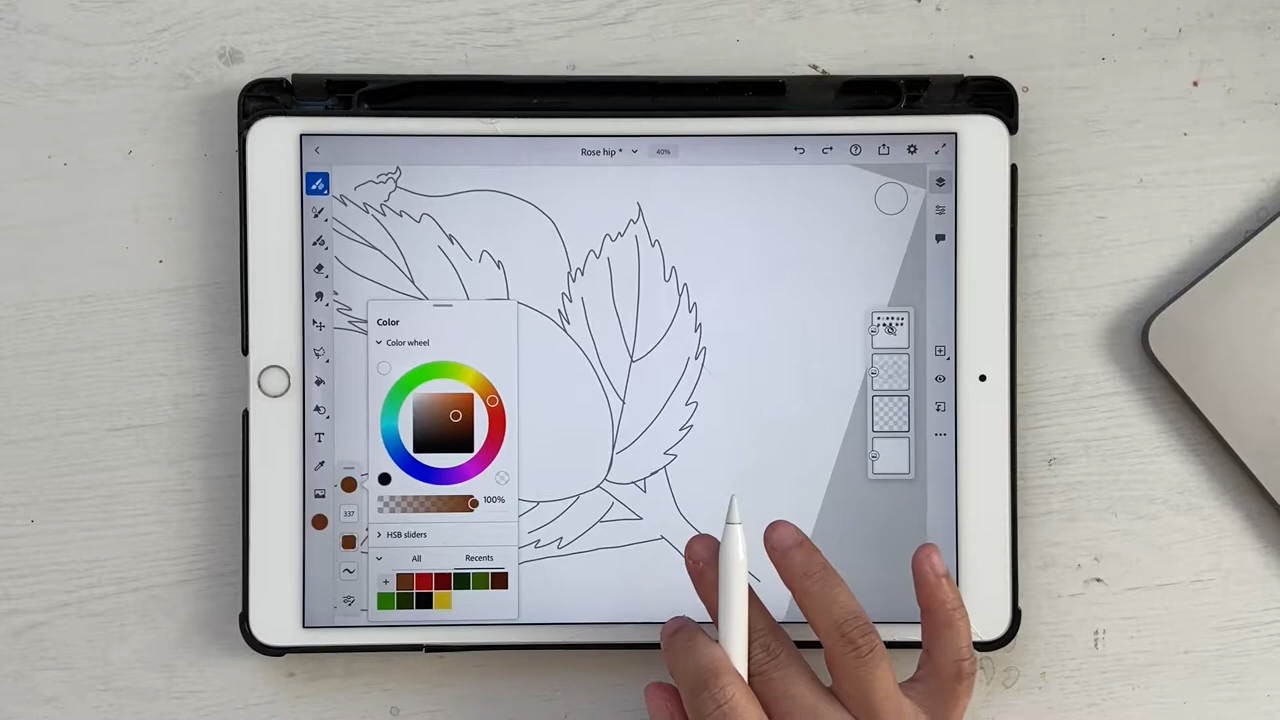 Rose hip *
40%
Color
Color wheel
100%
337
HSB sliders
All
Recents
T